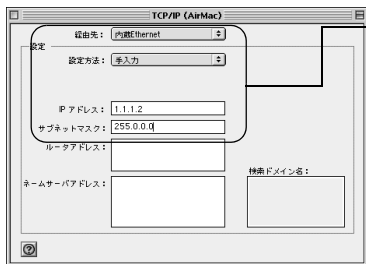 TCP/IP (AirMac)
経由先： 内蔵Ethernet
設定
設定方法： 手入力
IP アドレス： 1.1.1.2
サブネットマスク： 255.0.0.0
ルータアドレス：
検索ドメイン名：
ネームサーバアドレス：
?